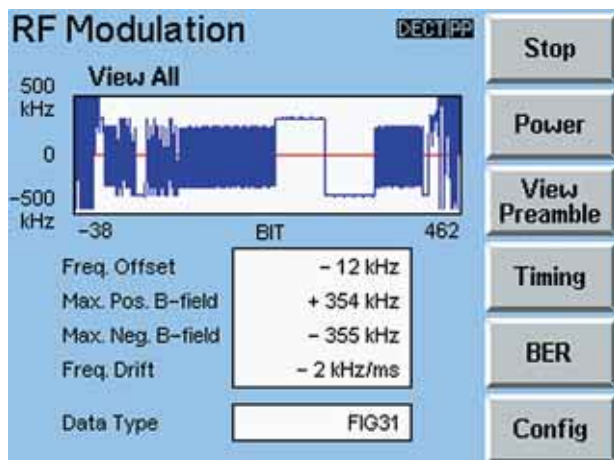 RF Modulation
DECT PP
View All
500
kHz
0
-500
kHz
-38
BIT
462
Freq. Offset
- 12 kHz
Max. Pos. B-field
+ 354 kHz
Max. Neg. B-field
- 355 kHz
Freq. Drift
- 2 kHz/ms
Data Type
FIG31
Stop
Power
View
Preamble
Timing
BER
Config